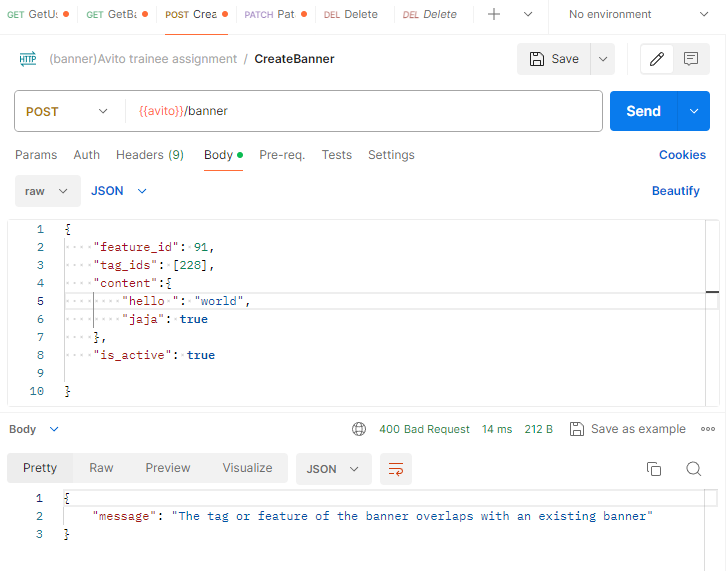 GET GetUs GET GetBa POST Crea PATCH Pat DEL Delete DEL Delete No environment
HTTP (banner)Avito trainee assignment / CreateBanner Save
POST {{avito}}/banner Send
Params Auth Headers (9) Body Pre-req. Tests Settings Cookies
raw JSON Beautify
1 {
2 "feature_id": 91,
3 "tag_ids": [228],
4 "content":{
5 "hello ": "world",
6 "jaja": true
7 },
8 "is_active": true
9
10 }
Body 400 Bad Request 14 ms 212 B Save as example
Pretty Raw Preview Visualize JSON
1 {
2 "message": "The tag or feature of the banner overlaps with an existing banner"
3 }